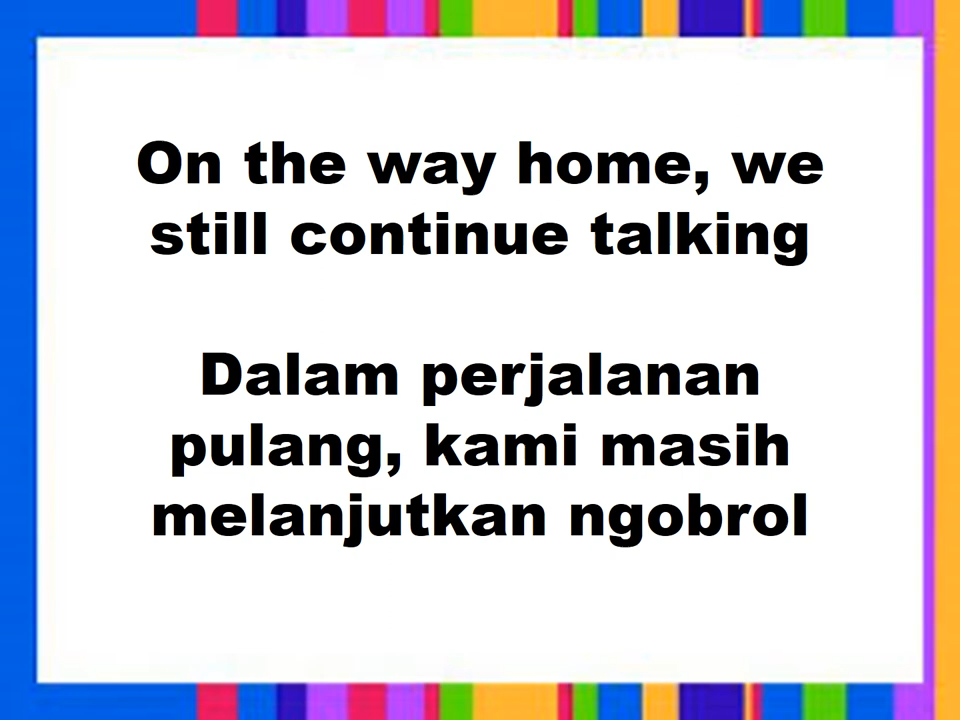 On the way home, we
still continue talking
Dalam perjalanan
pulang, kami masih
melanjutkan ngobrol